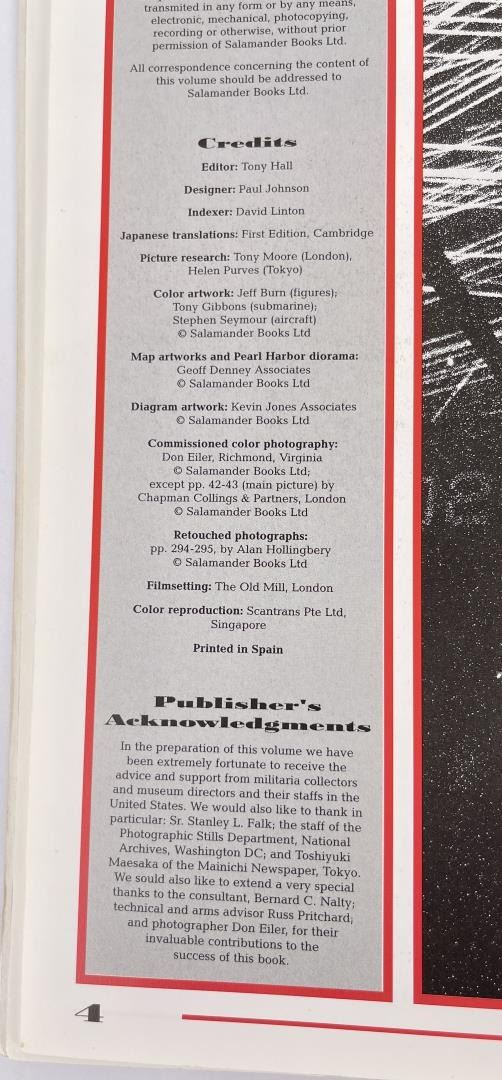 transmitted in any form or by any means,
electronic, mechanical, photocopying,
recording or otherwise, without prior
permission of Salamander Books Ltd.
All correspondence concerning the content of
this volume should be addressed to
Salamander Books Ltd.
Credits
Editor: Tony Hall
Designer: Paul Johnson
Indexer: David Linton
Japanese translations: First Edition, Cambridge
Picture research: Tony Moore (London),
Helen Purves (Tokyo)
Color artwork: Jeff Burn (figures);
Tony Gibbons (submarine);
Stephen Seymour (aircraft)
© Salamander Books Ltd
Map artworks and Pearl Harbor diorama:
Geoff Denney Associates
© Salamander Books Ltd
Diagram artwork: Kevin Jones Associates
© Salamander Books Ltd
Commissioned color photography:
Don Eiler, Richmond, Virginia
© Salamander Books Ltd;
except pp. 42-43 (main picture) by
Chapman Collings & Partners, London
© Salamander Books Ltd
Retouched photographs:
pp. 294-295, by Alan Hollingbery
© Salamander Books Ltd
Filmsetting: The Old Mill, London
Color reproduction: Scantrans Pte Ltd,
Singapore
Printed in Spain
Publisher's
Acknowledgments
In the preparation of this volume we have
been extremely fortunate to receive the
advice and support from militaria collectors
and museum directors and their staffs in the
United States. We would also like to thank in
particular: Sr. Stanley L. Falk; the staff of the
Photographic Stills Department, National
Archives, Washington DC; and Toshiyuki
Maesaka of the Mainichi Newspaper, Tokyo.
We sould also like to extend a very special
thanks to the consultant, Bernard C. Nalty;
technical and arms advisor Russ Pritchard;
and photographer Don Eiler, for their
invaluable contributions to the
success of this book.
4